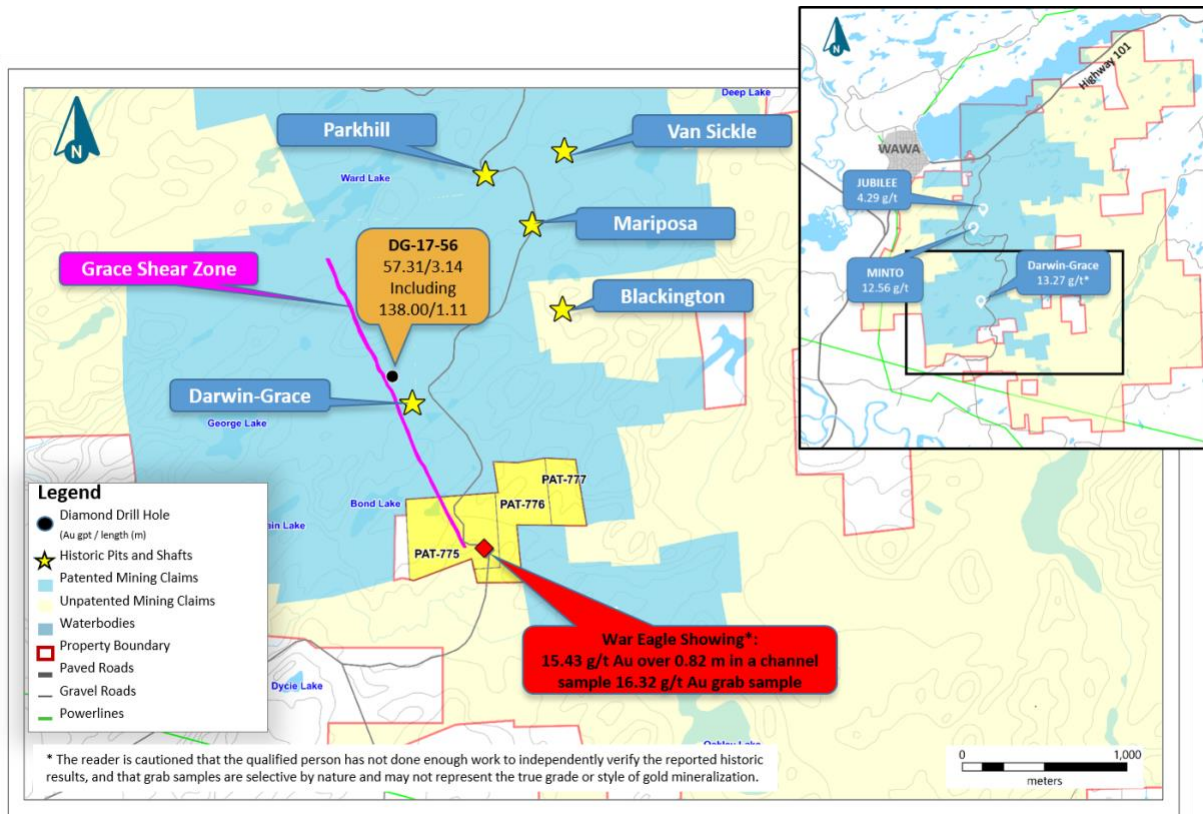 N
Deep Lake
Parkhill
Van Sickle
Ward Lake
Mariposa
DG-17-56
57.31/3.14
Including
138.00/1.11
Grace Shear Zone
Blackington
Darwin-Grace
George Lake
Bond Lake
PAT-777
PAT-776
PAT-775
ain Lake
War Eagle Showing*:
15.43 g/t Au over 0.82 m in a channel
sample 16.32 g/t Au grab sample
Dycie Lake
Legend
Diamond Drill Hole
(Au gpt / length (m)
Historic Pits and Shafts
Patented Mining Claims
Unpatented Mining Claims
Waterbodies
Property Boundary
Paved Roads
Gravel Roads
Powerlines
* The reader is cautioned that the qualified person has not done enough work to independently verify the reported historic
results, and that grab samples are selective by nature and may not represent the true grade or style of gold mineralization.
0 1,000
meters
N
Highway 101
WAWA
JUBILEE
4.29 g/t
MINTO
12.56 g/t
Darwin-Grace
13.27 g/t*